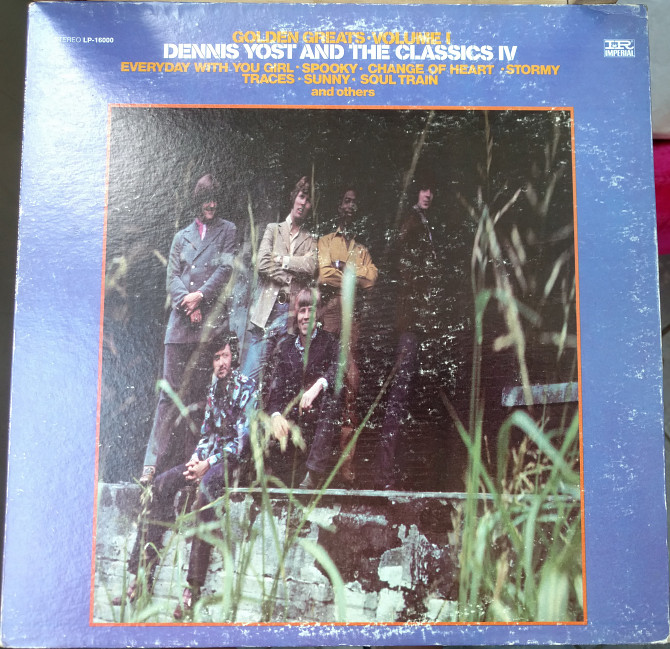 GOLDEN GREATS·VOLUME I
STEREO LP-16000
DENNIS YOST AND THE CLASSICS IV
IR
IMPERIAL
EVERYDAY WITH YOU GIRL · SPOOKY · CHANGE OF HEART · STORMY
TRACES · SUNNY · SOUL TRAIN
and others